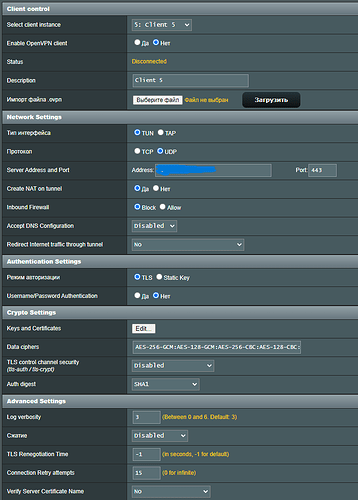 Client control
Select client instance 5: Client 5
Enable OpenVPN client Да Нет
Status Disconnected
Description Client 5
Импорт файла .ovpn Выберите файл Файл не выбран Загрузить
Network Settings
Тип интерфейса TUN TAP
Протокол TCP UDP
Server Address and Port Address: Port 443
Create NAT on tunnel Да Нет
Inbound Firewall Block Allow
Accept DNS Configuration Disabled
Redirect Internet traffic through tunnel No
Authentication Settings
Режим авторизации TLS Static Key
Username/Password Authentication Да Нет
Crypto Settings
Keys and Certificates Edit...
Data ciphers AES-256-GCM:AES-128-GCM:AES-256-CBC:AES-128-CBC:
TLS control channel security Disabled
(tls-auth / tls-crypt)
Auth digest SHA1
Advanced Settings
Log verbosity 3 (Between 0 and 6. Default: 3)
Сжатие Disabled
TLS Renegotiation Time -1 (in seconds, -1 for default)
Connection Retry attempts 15 (0 for infinite)
Verify Server Certificate Name No